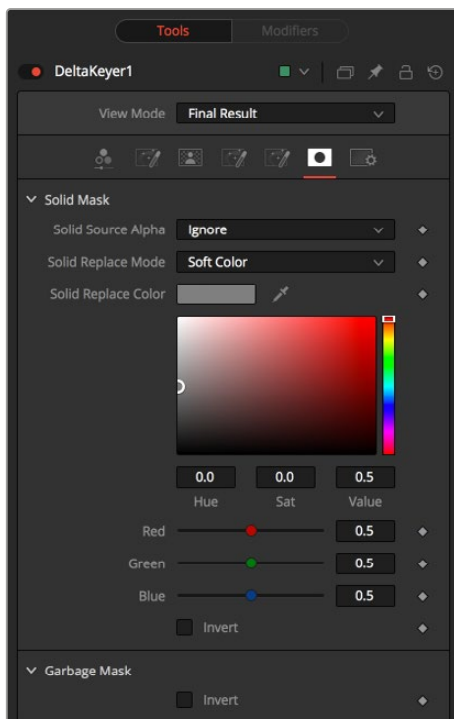 Tools Modifiers
DeltaKeyer1
View Mode Final Result
Solid Mask
Solid Source Alpha Ignore
Solid Replace Mode Soft Color
Solid Replace Color
0.0 0.0 0.5
Hue Sat Value
Red 0.5
Green 0.5
Blue 0.5
Invert
Garbage Mask
Invert